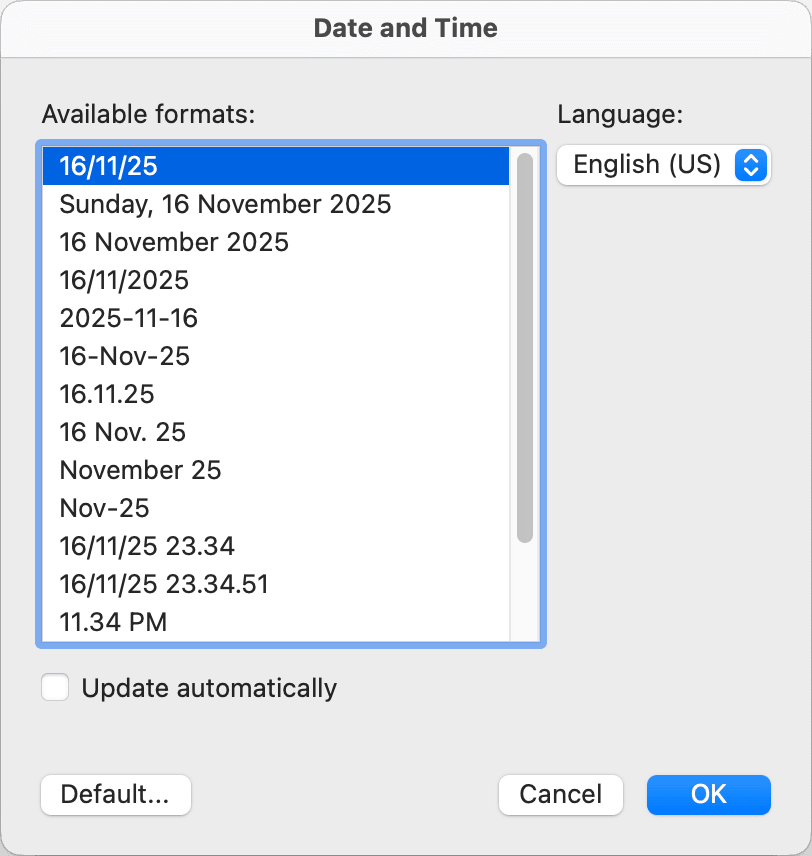 Date and Time
Available formats:
Language:
16/11/25
English (US)
Sunday, 16 November 2025
16 November 2025
16/11/2025
2025-11-16
16-Nov-25
16.11.25
16 Nov. 25
November 25
Nov-25
16/11/25 23.34
16/11/25 23.34.51
11.34 PM
Update automatically
Default...
Cancel
OK